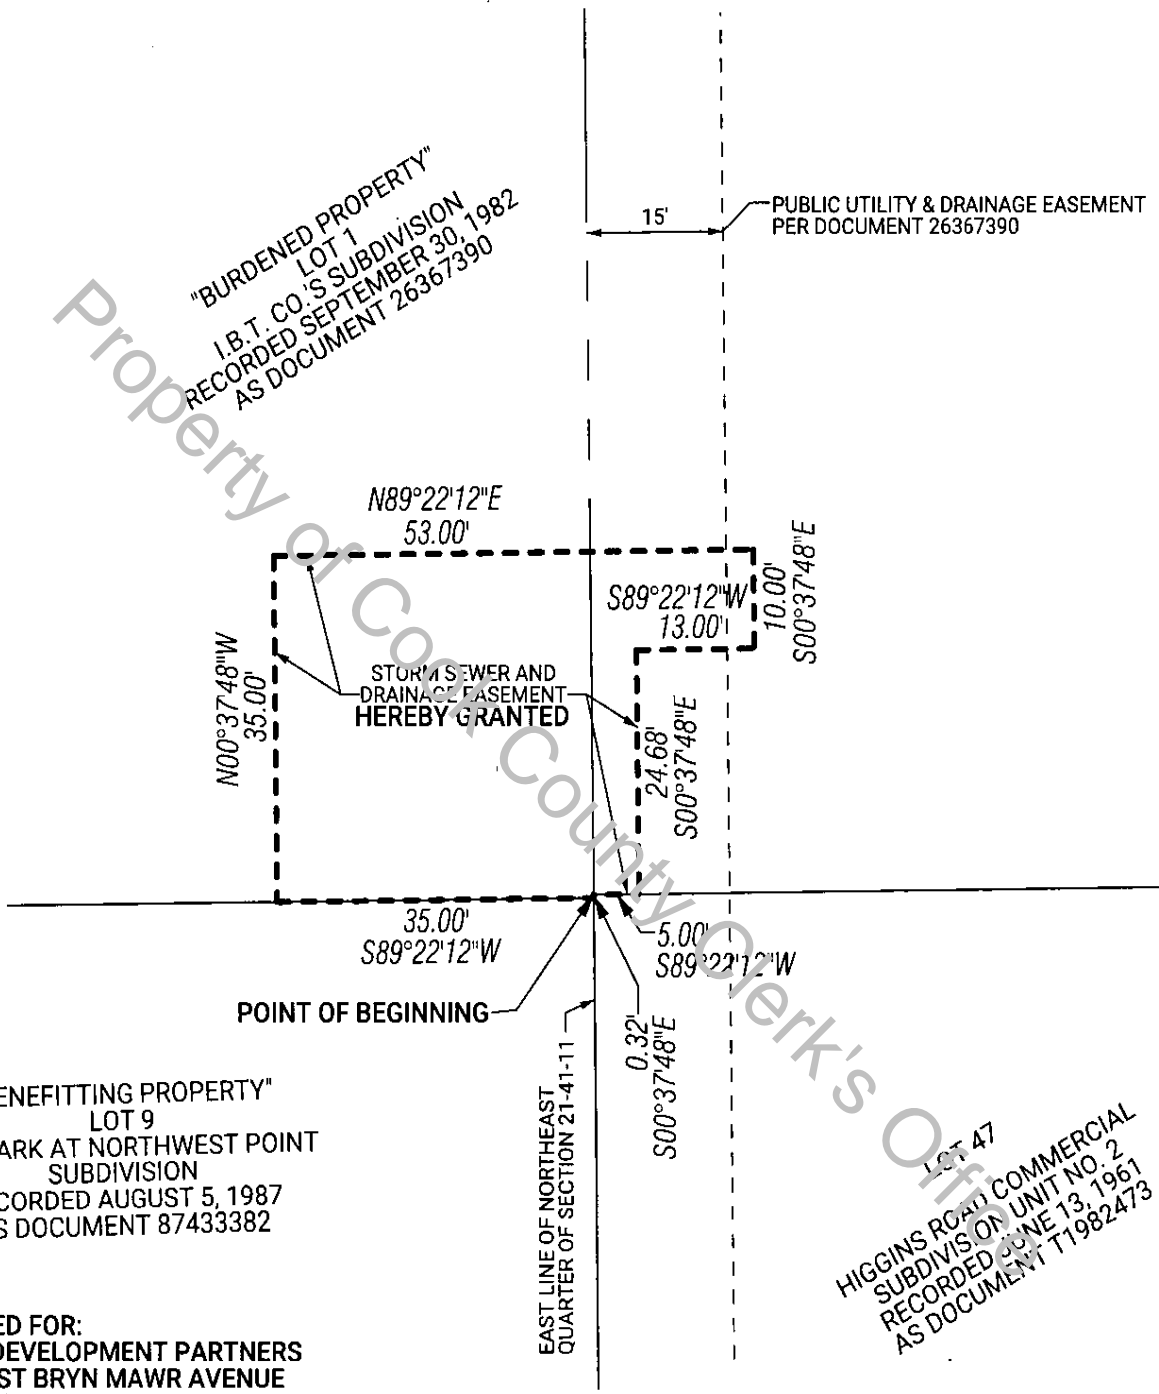 "BURDENED PROPERTY"
LOT 1
I.B.T. CO.'S SUBDIVISION
RECORDED SEPTEMBER 30, 1982
AS DOCUMENT 26367390
15'
PUBLIC UTILITY & DRAINAGE EASEMENT
PER DOCUMENT 26367390
N89°22'12"E
53.00'
S89°22'12"W
13.00'
10.00'
S00°37'48"E
N00°37'48"W
35.00'
STORM SEWER AND
DRAINAGE EASEMENT
HEREBY GRANTED
24.68'
S00°37'48"E
35.00'
S89°22'12"W
5.00'
S89°22'12"W
POINT OF BEGINNING
0.32'
S00°37'48"E
EAST LINE OF NORTHEAST
QUARTER OF SECTION 21-41-11
ENEFITTING PROPERTY"
LOT 9
ARK AT NORTHWEST POINT
SUBDIVISION
CORDED AUGUST 5, 1987
S DOCUMENT 87433382
LOT 47
HIGGINS ROAD COMMERCIAL
SUBDIVISION UNIT NO. 2
RECORDED JUNE 13, 1961
AS DOCUMENT T1982473
ED FOR:
DEVELOPMENT PARTNERS
ST BRYN MAWR AVENUE
Property of Cook County Clerk's Office